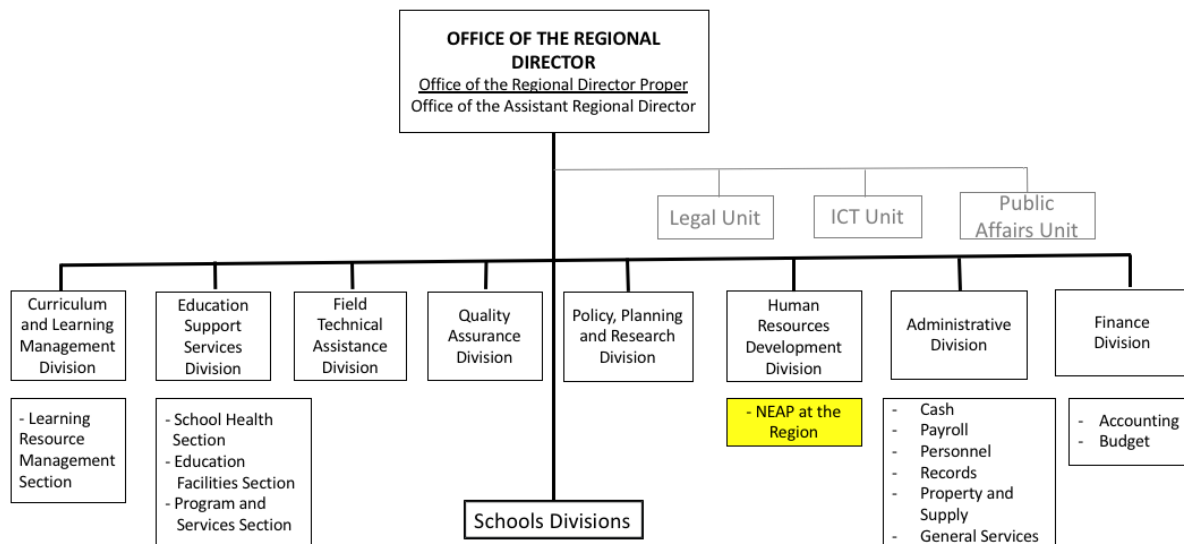 OFFICE OF THE REGIONAL
DIRECTOR
Office of the Regional Director Proper
Office of the Assistant Regional Director
Legal Unit
ICT Unit
Public
Affairs Unit
Curriculum
and Learning
Management
Division
Education
Support
Services
Division
Field
Technical
Assistance
Division
Quality
Assurance
Division
Policy, Planning
and Research
Division
Human
Resources
Development
Division
Administrative
Division
Finance
Division
- Learning
Resource
Management
Section
- School Health
Section
- Education
Facilities Section
- Program and
Services Section
- NEAP at the
Region
- Cash
- Payroll
- Personnel
- Records
- Property and
Supply
- General Services
- Accounting
- Budget
Schools Divisions